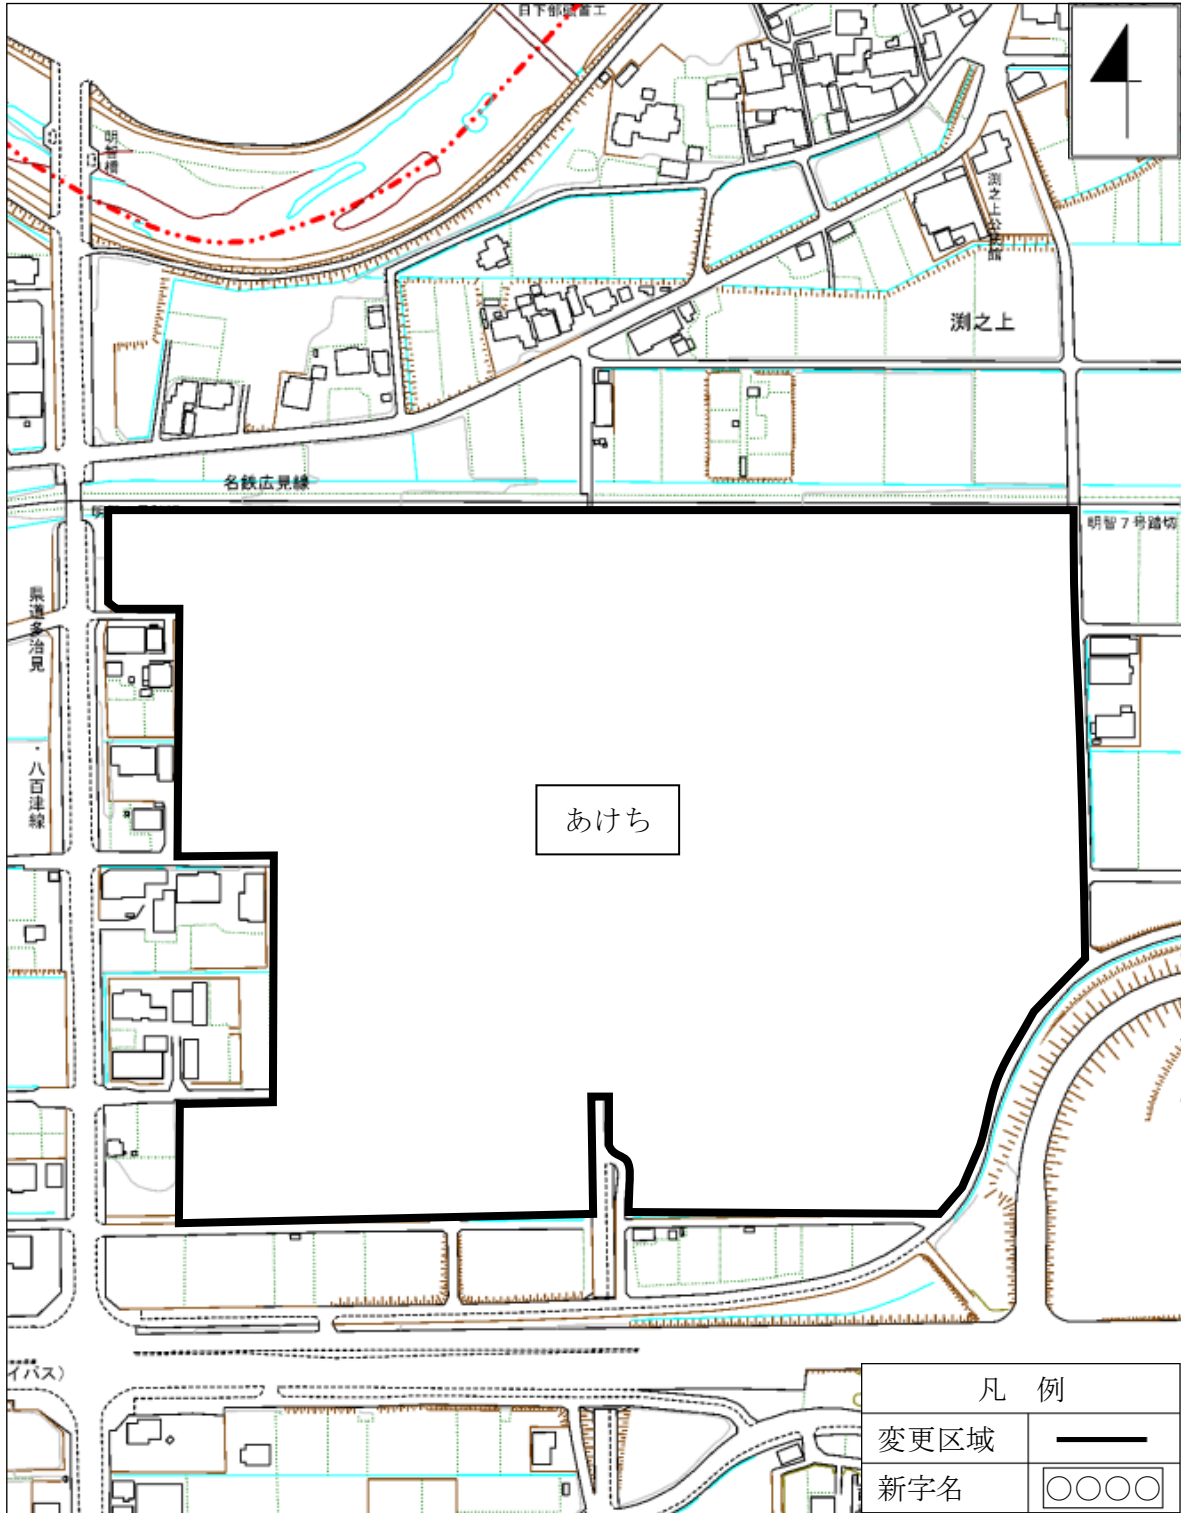 日下部頭首工
明智橋
渕之上公民館
渕之上
名鉄広見線
明智7号踏切
県道多治見
・八百津線
あけち
イパス)
凡 例
変更区域
新字名
○○○○